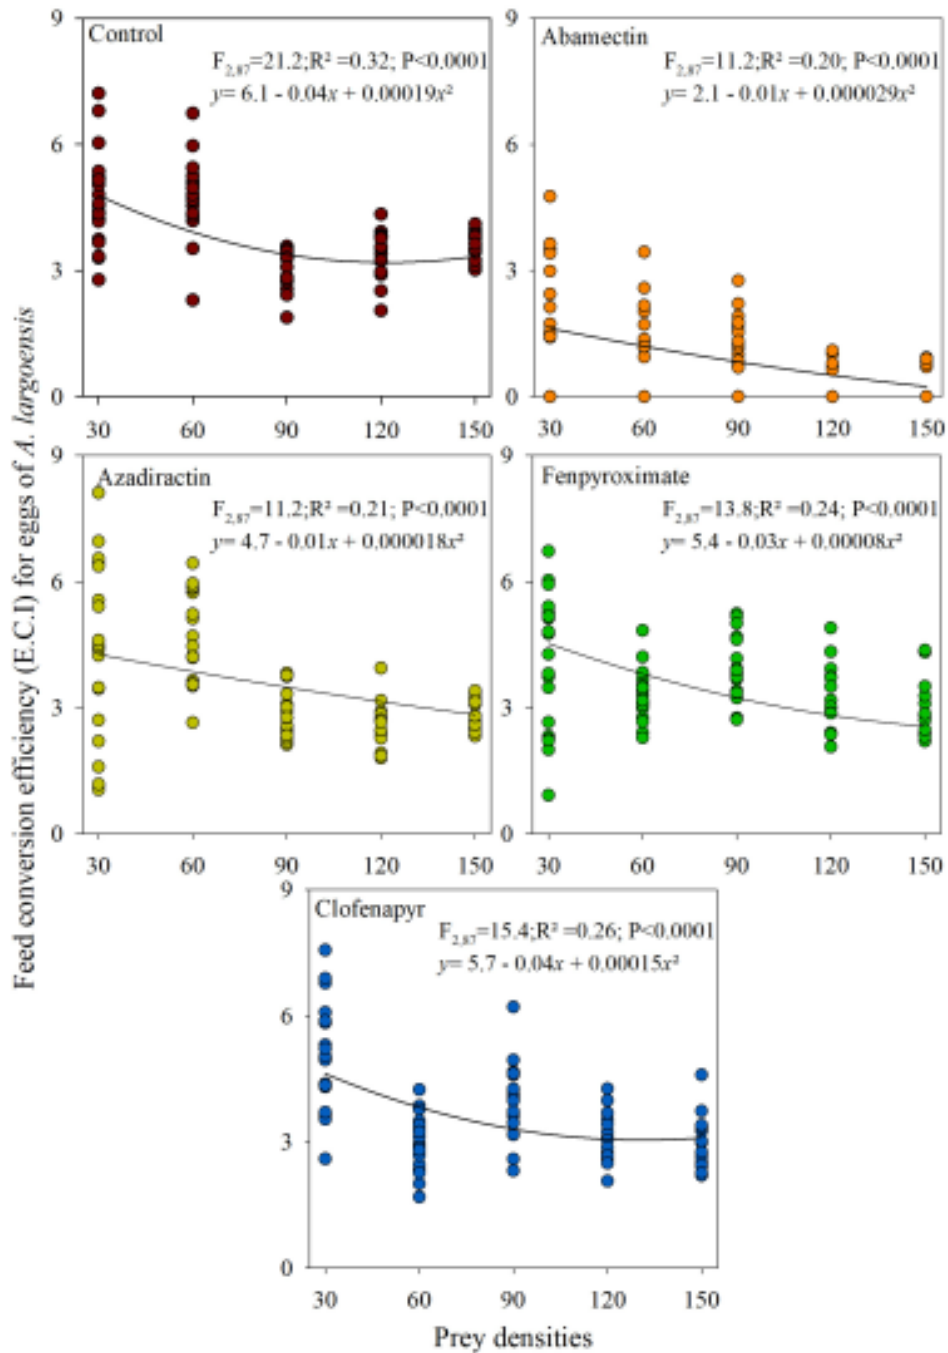 Feed conversion efficiency (E.C.I) for eggs of A. largoensis
Control
F2,87=21.2;R² =0.32; P<0.0001
y= 6.1 - 0.04x + 0.00019x²
9
6
3
0
30 60 90 120 150
Abamectin
F2,87=11.2;R² =0.20; P<0.0001
y= 2.1 - 0.01x + 0.000029x²
9
6
3
0
30 60 90 120 150
Azadiractin
F2,87=11.2;R² =0.21; P<0.0001
y= 4.7 - 0.01x + 0.000018x²
9
6
3
0
30 60 90 120 150
Fenpyroximate
F2,87=13.8;R² =0.24; P<0.0001
y= 5.4 - 0.03x + 0.00008x²
9
6
3
0
30 60 90 120 150
Clofenapyr
F2,87=15.4;R² =0.26; P<0.0001
y= 5.7 - 0.04x + 0.00015x²
9
6
3
0
30 60 90 120 150
Prey densities